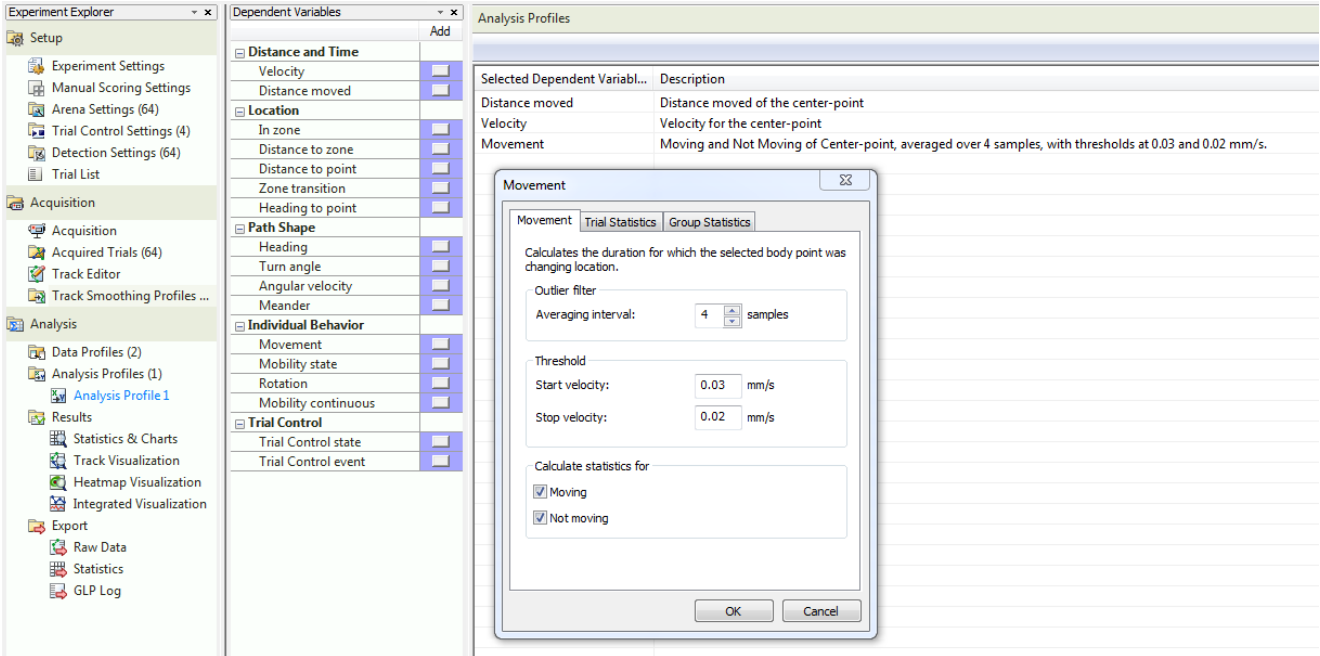 Experiment Explorer
Setup
Experiment Settings
Manual Scoring Settings
Arena Settings (64)
Trial Control Settings (4)
Detection Settings (64)
Trial List
Acquisition
Acquisition
Acquired Trials (64)
Track Editor
Track Smoothing Profiles ...
Analysis
Data Profiles (2)
Analysis Profiles (1)
Analysis Profile 1
Results
Statistics & Charts
Track Visualization
Heatmap Visualization
Integrated Visualization
Export
Raw Data
Statistics
GLP Log
Dependent Variables
Add
Distance and Time
Velocity
Distance moved
Location
In zone
Distance to zone
Distance to point
Zone transition
Heading to point
Path Shape
Heading
Turn angle
Angular velocity
Meander
Individual Behavior
Movement
Mobility state
Rotation
Mobility continuous
Trial Control
Trial Control state
Trial Control event
Analysis Profiles
Selected Dependent Variabl... Description
Distance moved Distance moved of the center-point
Velocity Velocity for the center-point
Movement Moving and Not Moving of Center-point, averaged over 4 samples, with thresholds at 0.03 and 0.02 mm/s.
Movement
Movement Trial Statistics Group Statistics
Calculates the duration for which the selected body point was
changing location.
Outlier filter
Averaging interval: 4 samples
Threshold
Start velocity: 0.03 mm/s
Stop velocity: 0.02 mm/s
Calculate statistics for
Moving
Not moving
OK Cancel